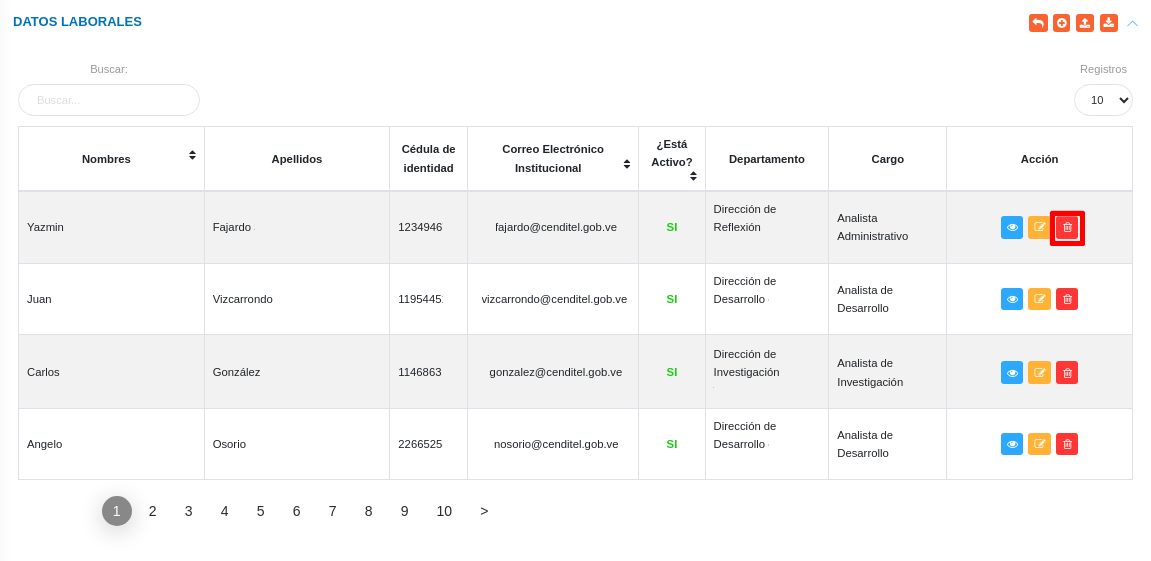 DATOS LABORALES
Buscar:
Registros
Buscar...
10
Nombres
Apellidos
Cédula de
identidad
Correo Electrónico
Institucional
¿Está
Activo?
Departamento
Cargo
Acción
Yazmin
Fajardo
1234946
fajardo@cenditel.gob.ve
SI
Dirección de
Reflexión
Analista
Administrativo
Juan
Vizcarrondo
11954451
vizcarrondo@cenditel.gob.ve
SI
Dirección de
Desarrollo
Analista de
Desarrollo
Carlos
González
1146863
gonzalez@cenditel.gob.ve
SI
Dirección de
Investigación
Analista de
Investigación
Angelo
Osorio
2266525
nosorio@cenditel.gob.ve
SI
Dirección de
Desarrollo
Analista de
Desarrollo
1 2 3 4 5 6 7 8 9 10 >